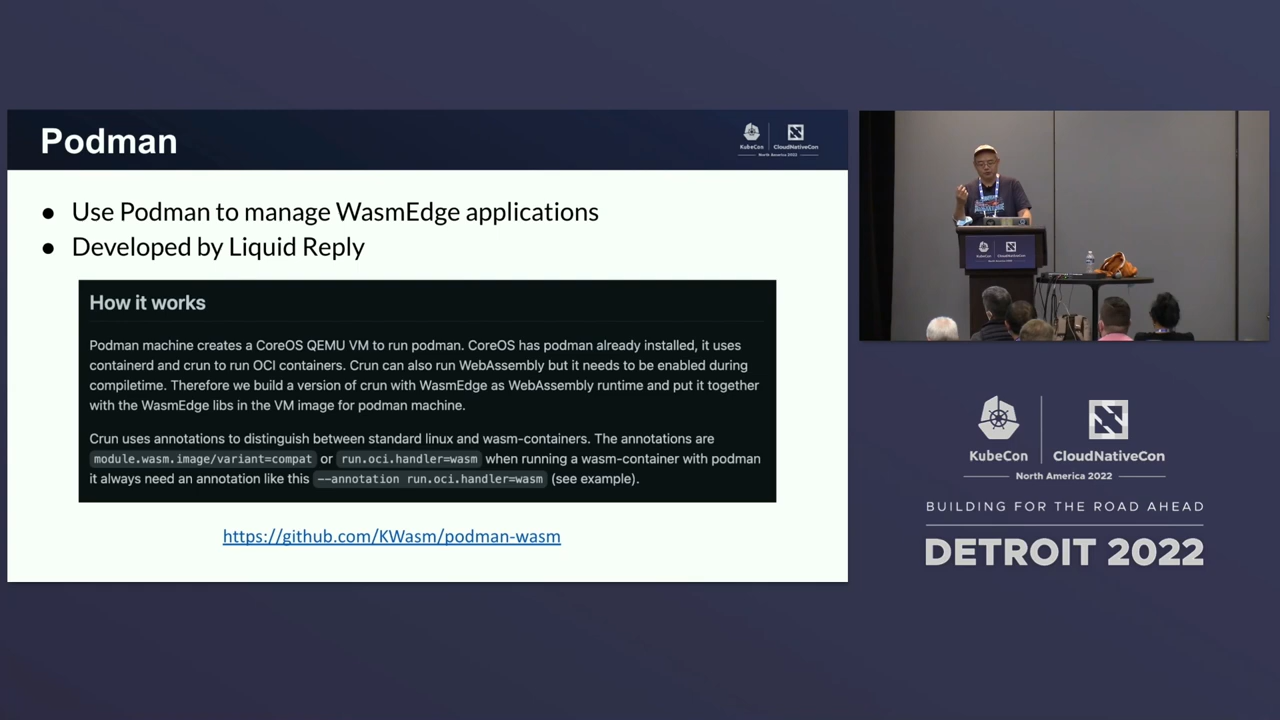 Podman
KubeCon
CloudNativeCon
North America 2022
● Use Podman to manage WasmEdge applications
● Developed by Liquid Reply
How it works
Podman machine creates a CoreOS QEMU VM to run podman. CoreOS has podman already installed, it uses
containerd and crun to run OCI containers. Crun can also run WebAssembly but it needs to be enabled during
compiletime. Therefore we build a version of crun with WasmEdge as WebAssembly runtime and put it together
with the WasmEdge libs in the VM image for podman machine.
Crun uses annotations to distinguish between standard linux and wasm-containers. The annotations are
module.wasm.image/variant=compat or run.oci.handler=wasm when running a wasm-container with podman
it always need an annotation like this --annotation run.oci.handler=wasm (see example).
https://github.com/KWasm/podman-wasm
KubeCon
CloudNativeCon
KubeCon
CloudNativeCon
North America 2022
BUILDING FOR THE ROAD AHEAD
DETROIT 2022